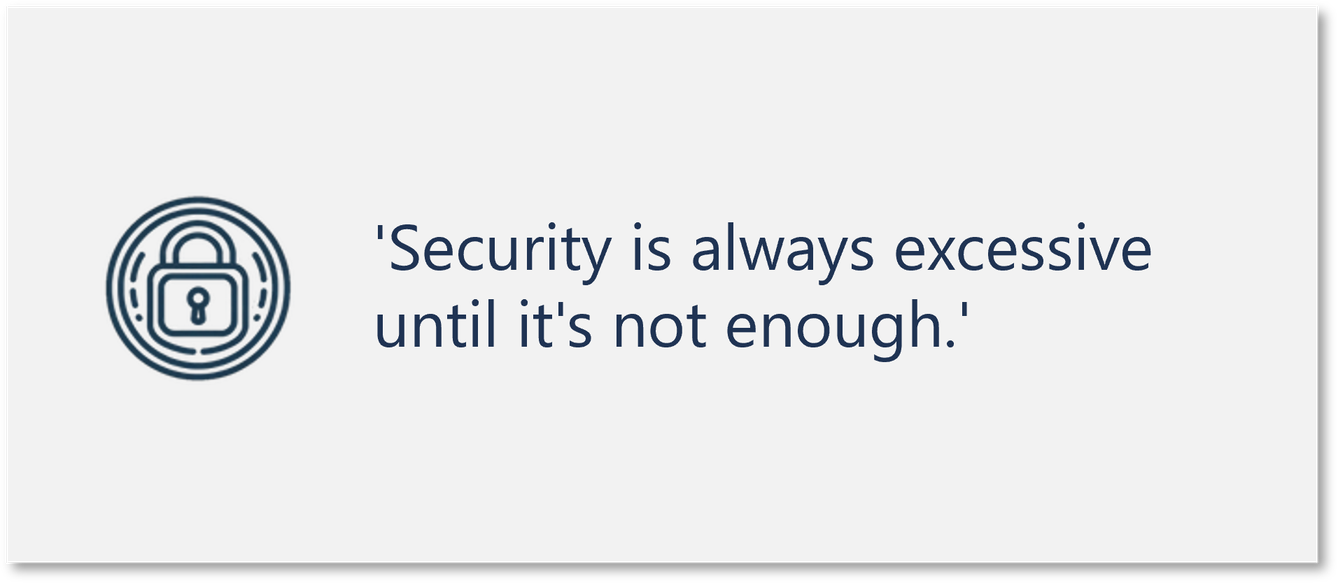 'Security is always excessive
until it's not enough.'